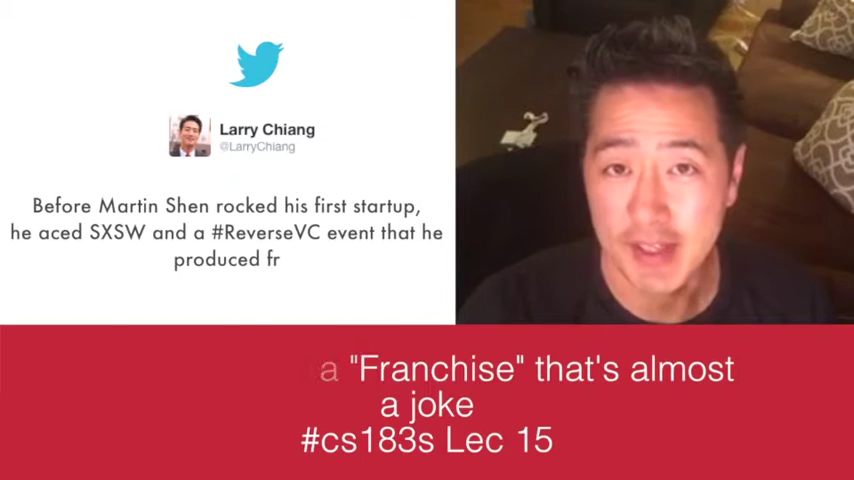 Larry Chiang
@LarryChiang
Before Martin Shen rocked his first startup,
he aced SXSW and a #ReverseVC event that he
produced fr
a "Franchise" that's almost
a joke
#cs183s Lec 15